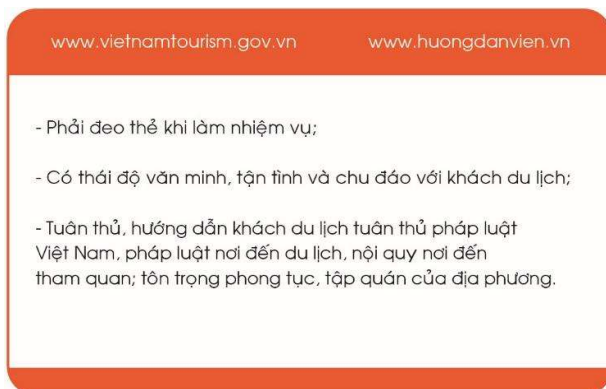 www.vietnamtourism.gov.vn www.huongdanvien.vn
- Phải đeo thẻ khi làm nhiệm vụ;
- Có thái độ văn minh, tận tình và chu đáo với khách du lịch;
- Tuân thủ, hướng dẫn khách du lịch tuân thủ pháp luật
Việt Nam, pháp luật nơi đến du lịch, nội quy nơi đến
tham quan; tôn trọng phong tục, tập quán của địa phương.